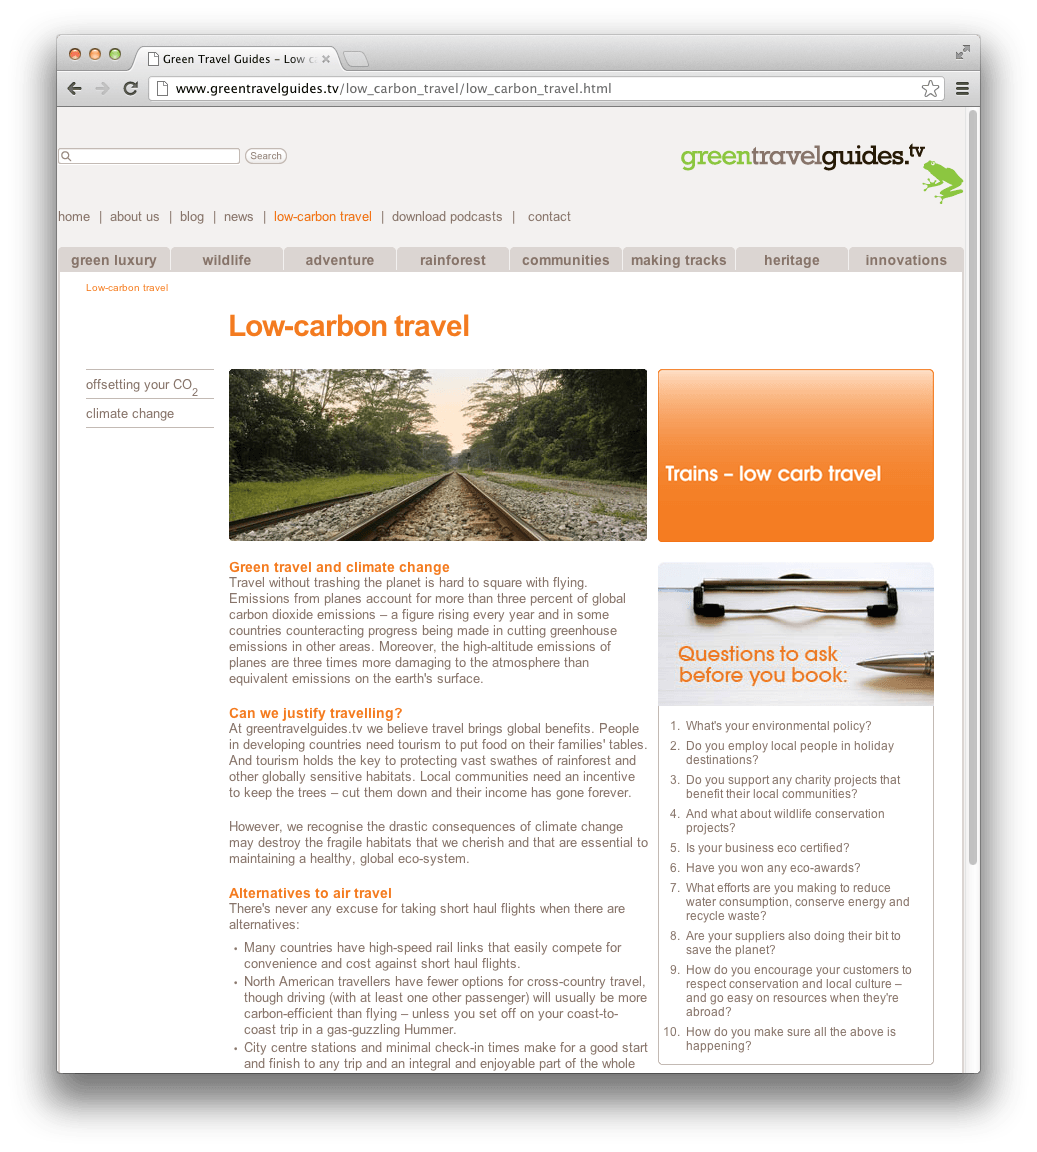 Green Travel Guides – Low c
www.greentravelguides.tv/low_carbon_travel/low_carbon_travel.html
Search
greentravelguides.tv
home | about us | blog | news | low-carbon travel | download podcasts | contact
green luxury wildlife adventure rainforest communities making tracks heritage innovations
Low-carbon travel
Low-carbon travel
offsetting your CO2
climate change
Trains – low carb travel
Green travel and climate change
Travel without trashing the planet is hard to square with flying.
Emissions from planes account for more than three percent of global
carbon dioxide emissions – a figure rising every year and in some
countries counteracting progress being made in cutting greenhouse
emissions in other areas. Moreover, the high-altitude emissions of
planes are three times more damaging to the atmosphere than
equivalent emissions on the earth's surface.
Can we justify travelling?
At greentravelguides.tv we believe travel brings global benefits. People
in developing countries need tourism to put food on their families' tables.
And tourism holds the key to protecting vast swathes of rainforest and
other globally sensitive habitats. Local communities need an incentive
to keep the trees – cut them down and their income has gone forever.
However, we recognise the drastic consequences of climate change
may destroy the fragile habitats that we cherish and that are essential to
maintaining a healthy, global eco-system.
Alternatives to air travel
There's never any excuse for taking short haul flights when there are
alternatives:
• Many countries have high-speed rail links that easily compete for
convenience and cost against short haul flights.
• North American travellers have fewer options for cross-country travel,
though driving (with at least one other passenger) will usually be more
carbon-efficient than flying – unless you set off on your coast-to-
coast trip in a gas-guzzling Hummer.
• City centre stations and minimal check-in times make for a good start
and finish to any trip and an integral and enjoyable part of the whole
Questions to ask
before you book:
1. What's your environmental policy?
2. Do you employ local people in holiday
destinations?
3. Do you support any charity projects that
benefit their local communities?
4. And what about wildlife conservation
projects?
5. Is your business eco certified?
6. Have you won any eco-awards?
7. What efforts are you making to reduce
water consumption, conserve energy and
recycle waste?
8. Are your suppliers also doing their bit to
save the planet?
9. How do you encourage your customers to
respect conservation and local culture –
and go easy on resources when they're
abroad?
10. How do you make sure all the above is
happening?